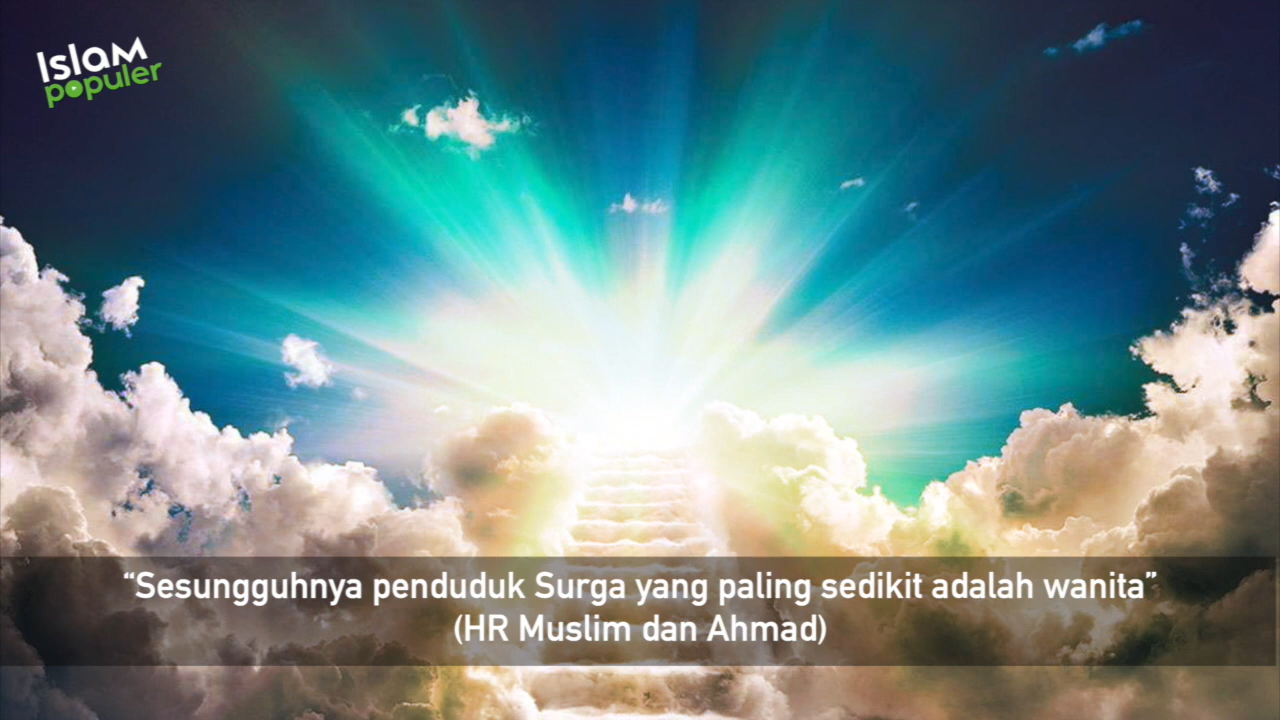 IslaM
populer
“Sesungguhnya penduduk Surga yang paling sedikit adalah wanita”
(HR Muslim dan Ahmad)